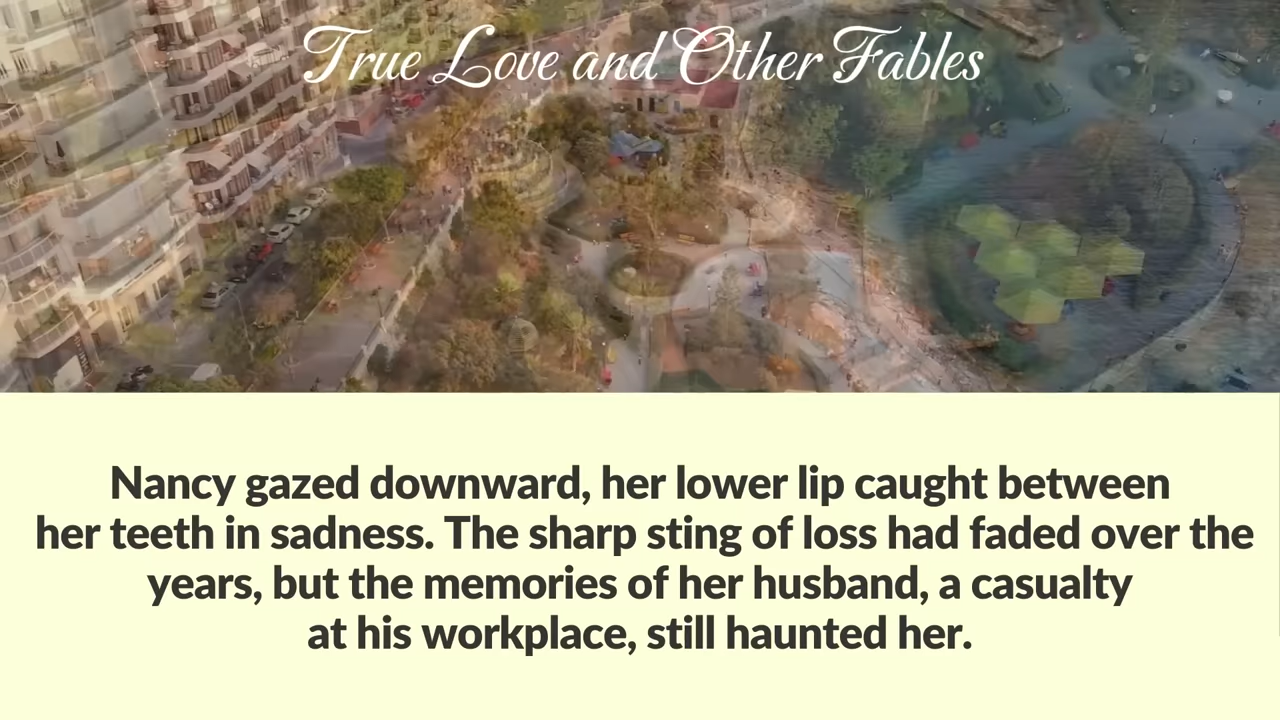 True Love and Other Fables
Nancy gazed downward, her lower lip caught between
her teeth in sadness. The sharp sting of loss had faded over the
years, but the memories of her husband, a casualty
at his workplace, still haunted her.